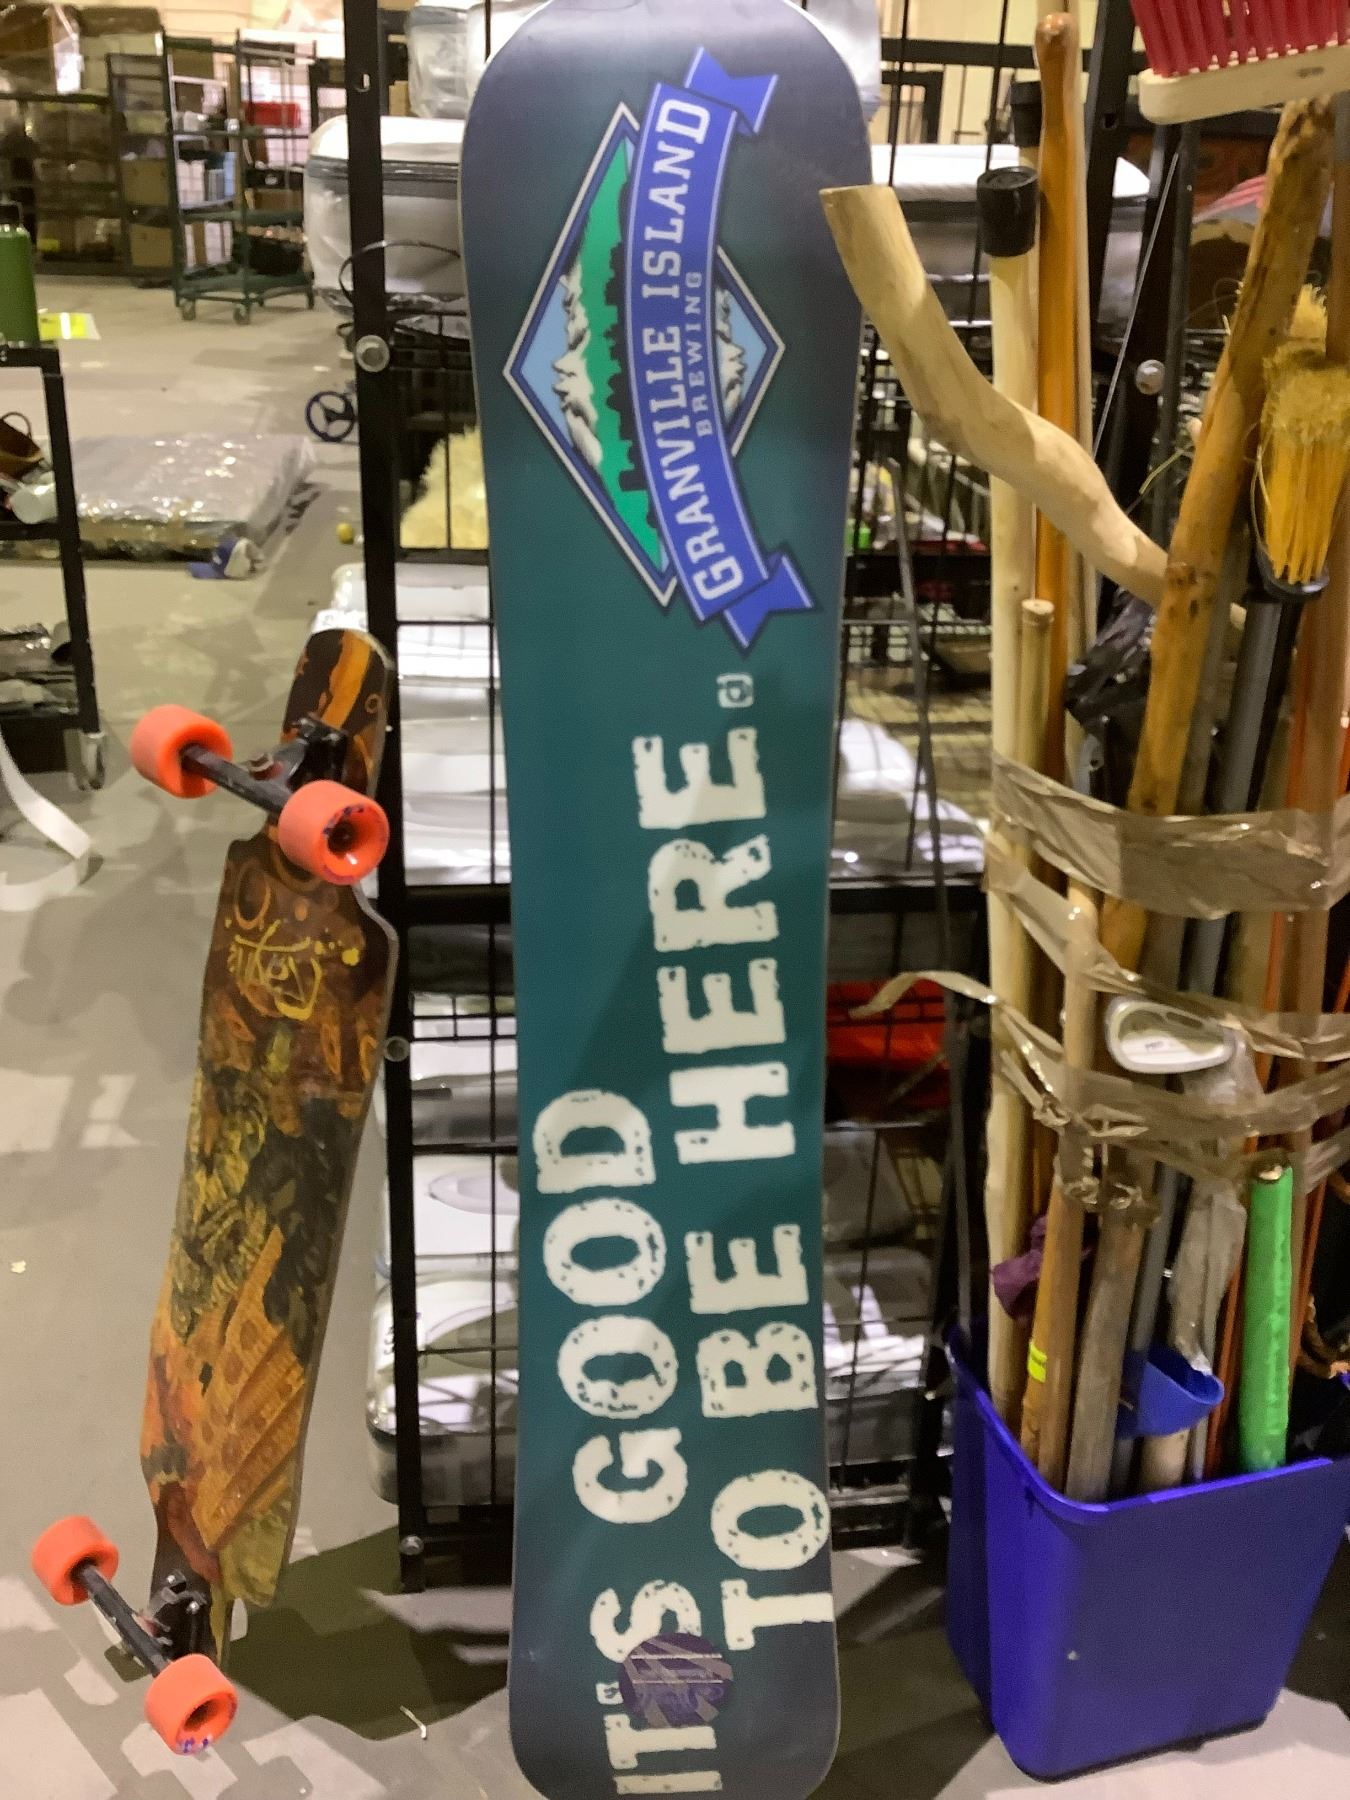 GRANVILLE ISLAND
BREWING
IT'S GOOD
TO BE HERE